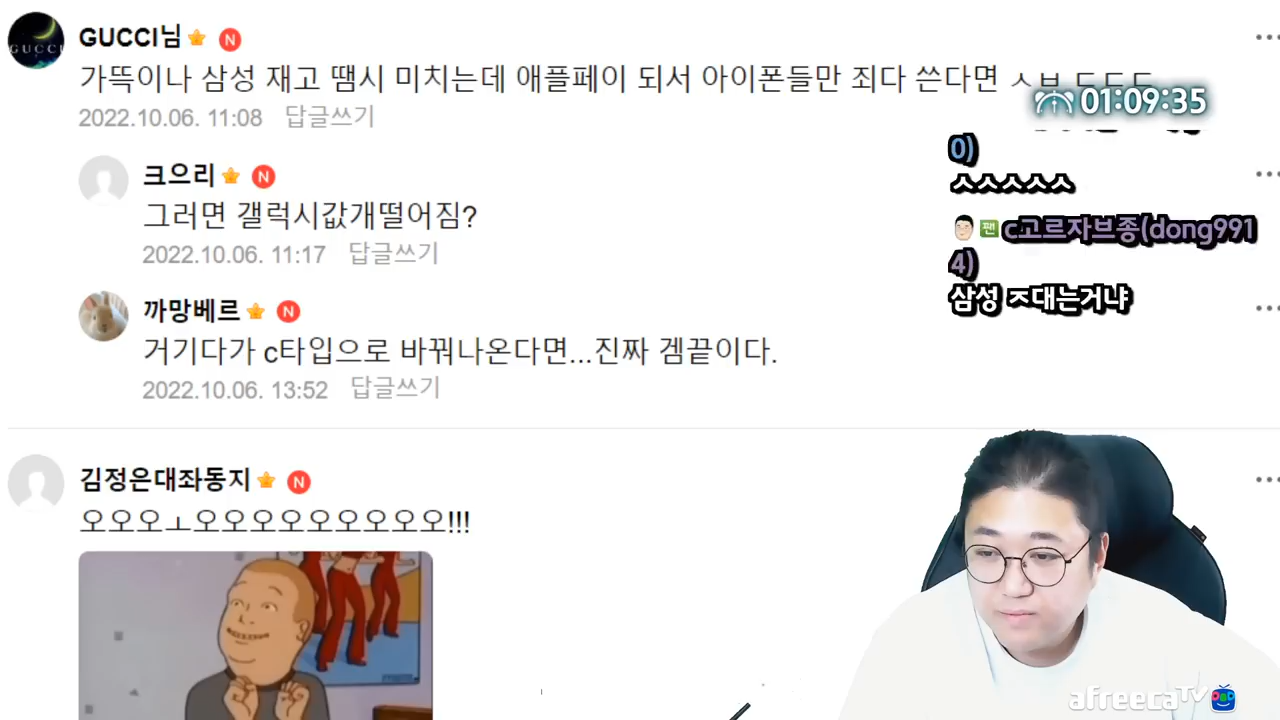 GUCCI님 N
가뜩이나 삼성 재고 땜시 미치는데 애플페이 되서 아이폰들만 죄다 쓴다면 ㅅㅂ ㄷㄷㄷ
2022.10.06. 11:08 답글쓰기
01:09:35
크으리 N
그러면 갤럭시값개떨어짐?
2022.10.06. 11:17 답글쓰기
까망베르 N
거기다가 c타입으로 바꿔나온다면...진짜 겜끝이다.
2022.10.06. 13:52 답글쓰기
0)
ㅅㅅㅅㅅㅅ
팬 c고르자브종(dong991
4)
삼성 ㅈ대는거냐
김정은대좌동지 N
오오오ㅗ오오오오오오오오오!!!
GUCCI
afreecaTV